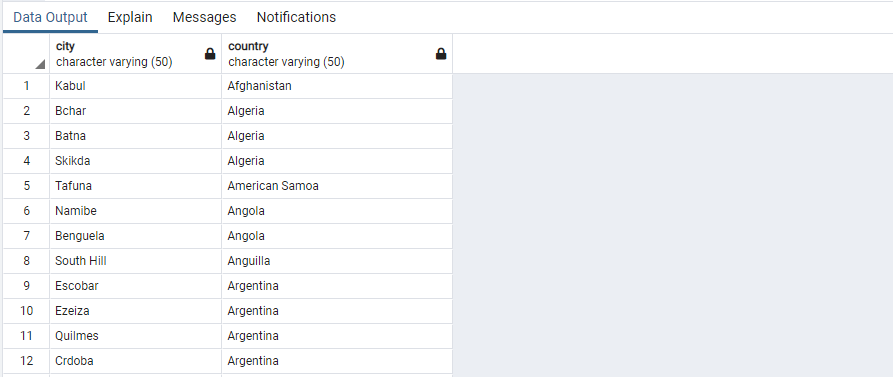 Data Output Explain Messages Notifications
city country
character varying (50) character varying (50)
1 Kabul Afghanistan
2 Bchar Algeria
3 Batna Algeria
4 Skikda Algeria
5 Tafuna American Samoa
6 Namibe Angola
7 Benguela Angola
8 South Hill Anguilla
9 Escobar Argentina
10 Ezeiza Argentina
11 Quilmes Argentina
12 Crdoba Argentina